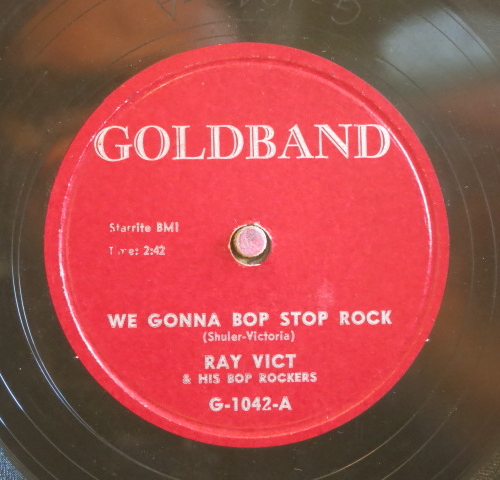 GOLDBAND
Starrite BMI
Time: 2:42
WE GONNA BOP STOP ROCK
(Shuler-Victoria)
RAY VICT
& HIS BOP ROCKERS
G-1042-A